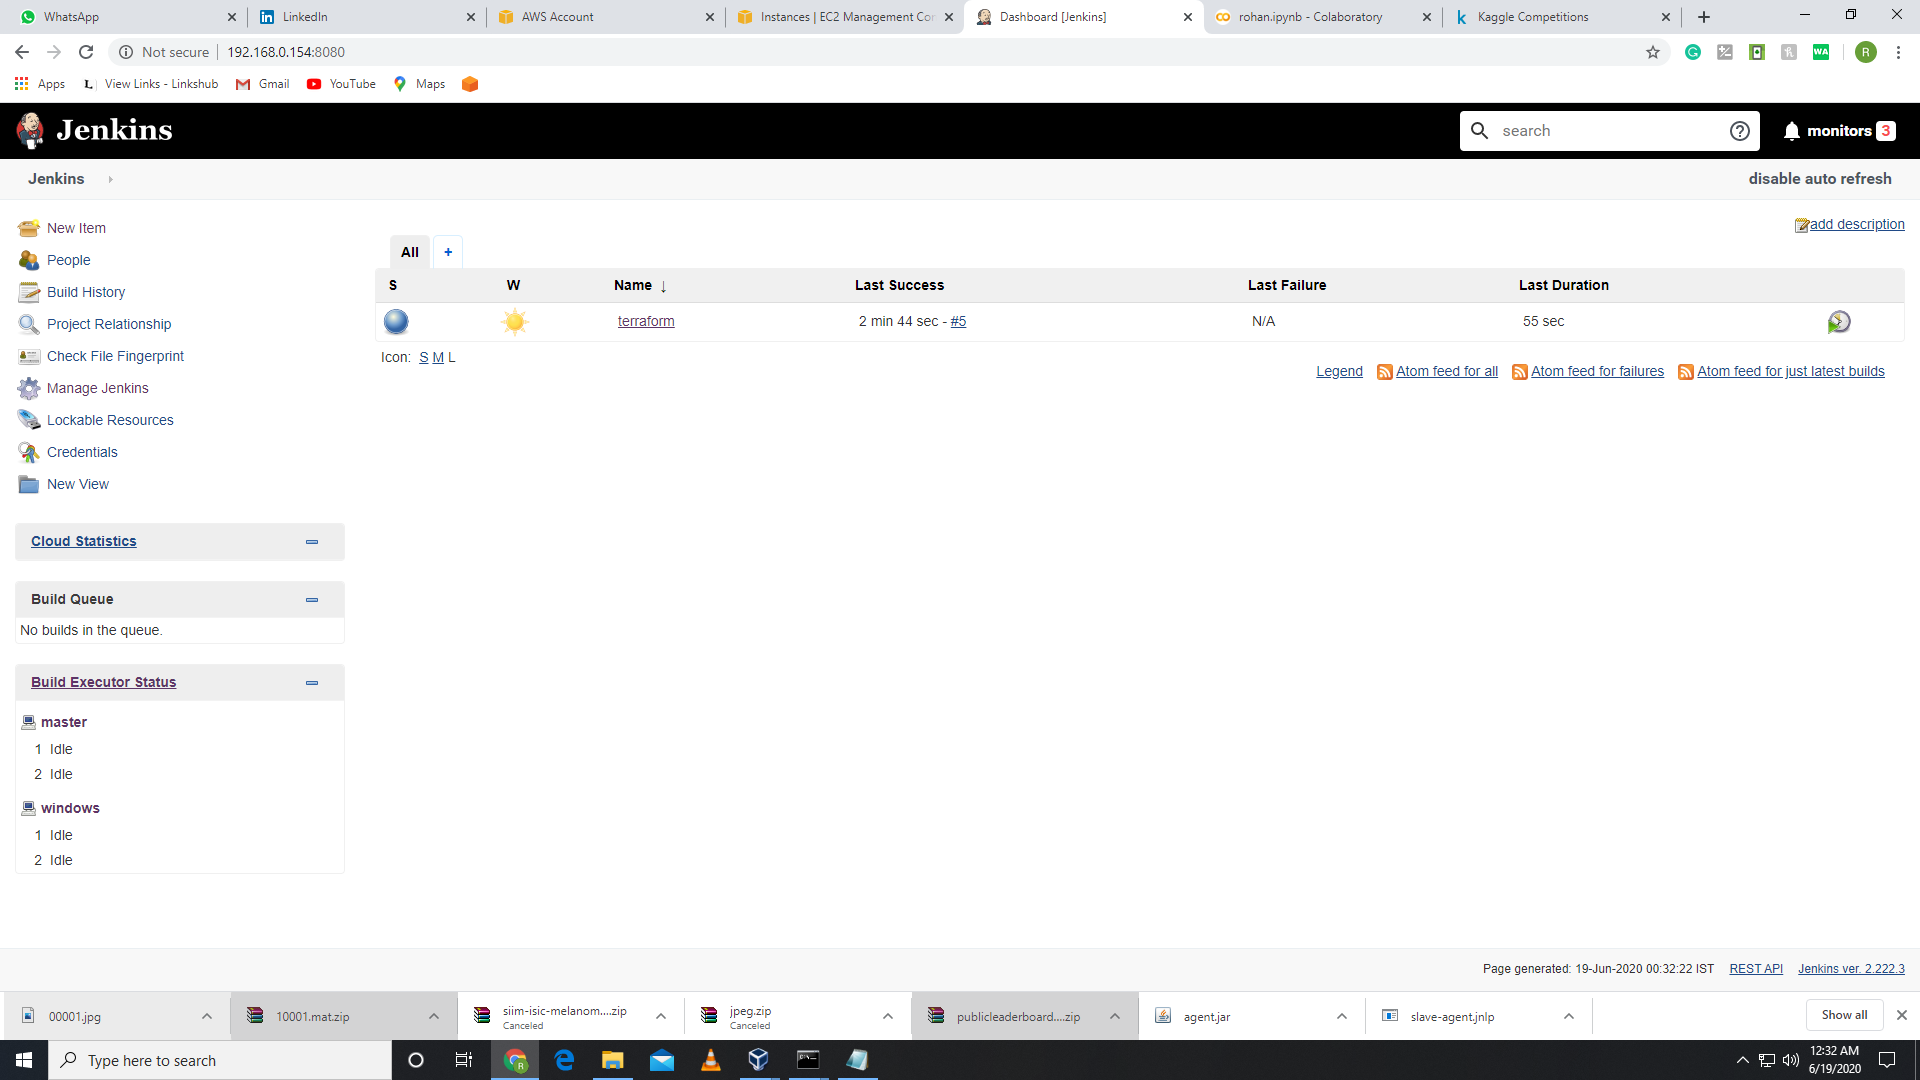 WhatsApp
LinkedIn
AWS Account
Instances | EC2 Management Con
Dashboard [Jenkins]
rohan.ipynb - Colaboratory
Kaggle Competitions
Not secure
192.168.0.154:8080
Apps
View Links - Linkshub
Gmail
YouTube
Maps
WA
R
Jenkins
search
monitors 3
Jenkins
disable auto refresh
New Item
People
Build History
Project Relationship
Check File Fingerprint
Manage Jenkins
Lockable Resources
Credentials
New View
add description
All
+
S W Name ↓ Last Success Last Failure Last Duration
terraform 2 min 44 sec - #5 N/A 55 sec
Icon: S M L
Legend Atom feed for all Atom feed for failures Atom feed for just latest builds
Cloud Statistics
Build Queue
No builds in the queue.
Build Executor Status
master
1 Idle
2 Idle
windows
1 Idle
2 Idle
Page generated: 19-Jun-2020 00:32:22 IST REST API Jenkins ver. 2.222.3
00001.jpg
10001.mat.zip
siim-isic-melanom....zip
Canceled
jpeg.zip
Canceled
publicleaderboard....zip
agent.jar
slave-agent.jnlp
Show all
Type here to search
12:32 AM
6/19/2020